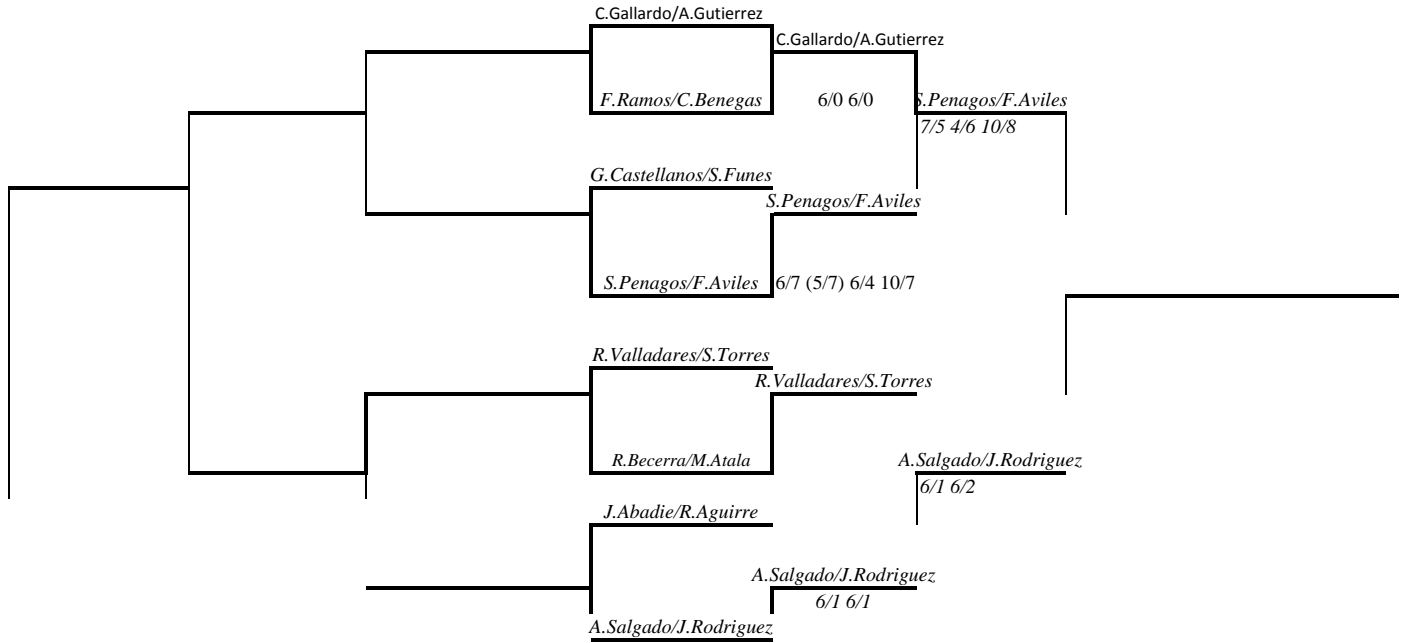 C.Gallardo/A.Gutierrez
C.Gallardo/A.Gutierrez
F.Ramos/C.Benegas
6/0 6/0
S.Penagos/F.Aviles
7/5 4/6 10/8
G.Castellanos/S.Funes
S.Penagos/F.Aviles
S.Penagos/F.Aviles
6/7 (5/7) 6/4 10/7
R.Valladares/S.Torres
R.Valladares/S.Torres
R.Becerra/M.Atala
A.Salgado/J.Rodriguez
6/1 6/2
J.Abadie/R.Aguirre
A.Salgado/J.Rodriguez
6/1 6/1
A.Salgado/J.Rodriguez